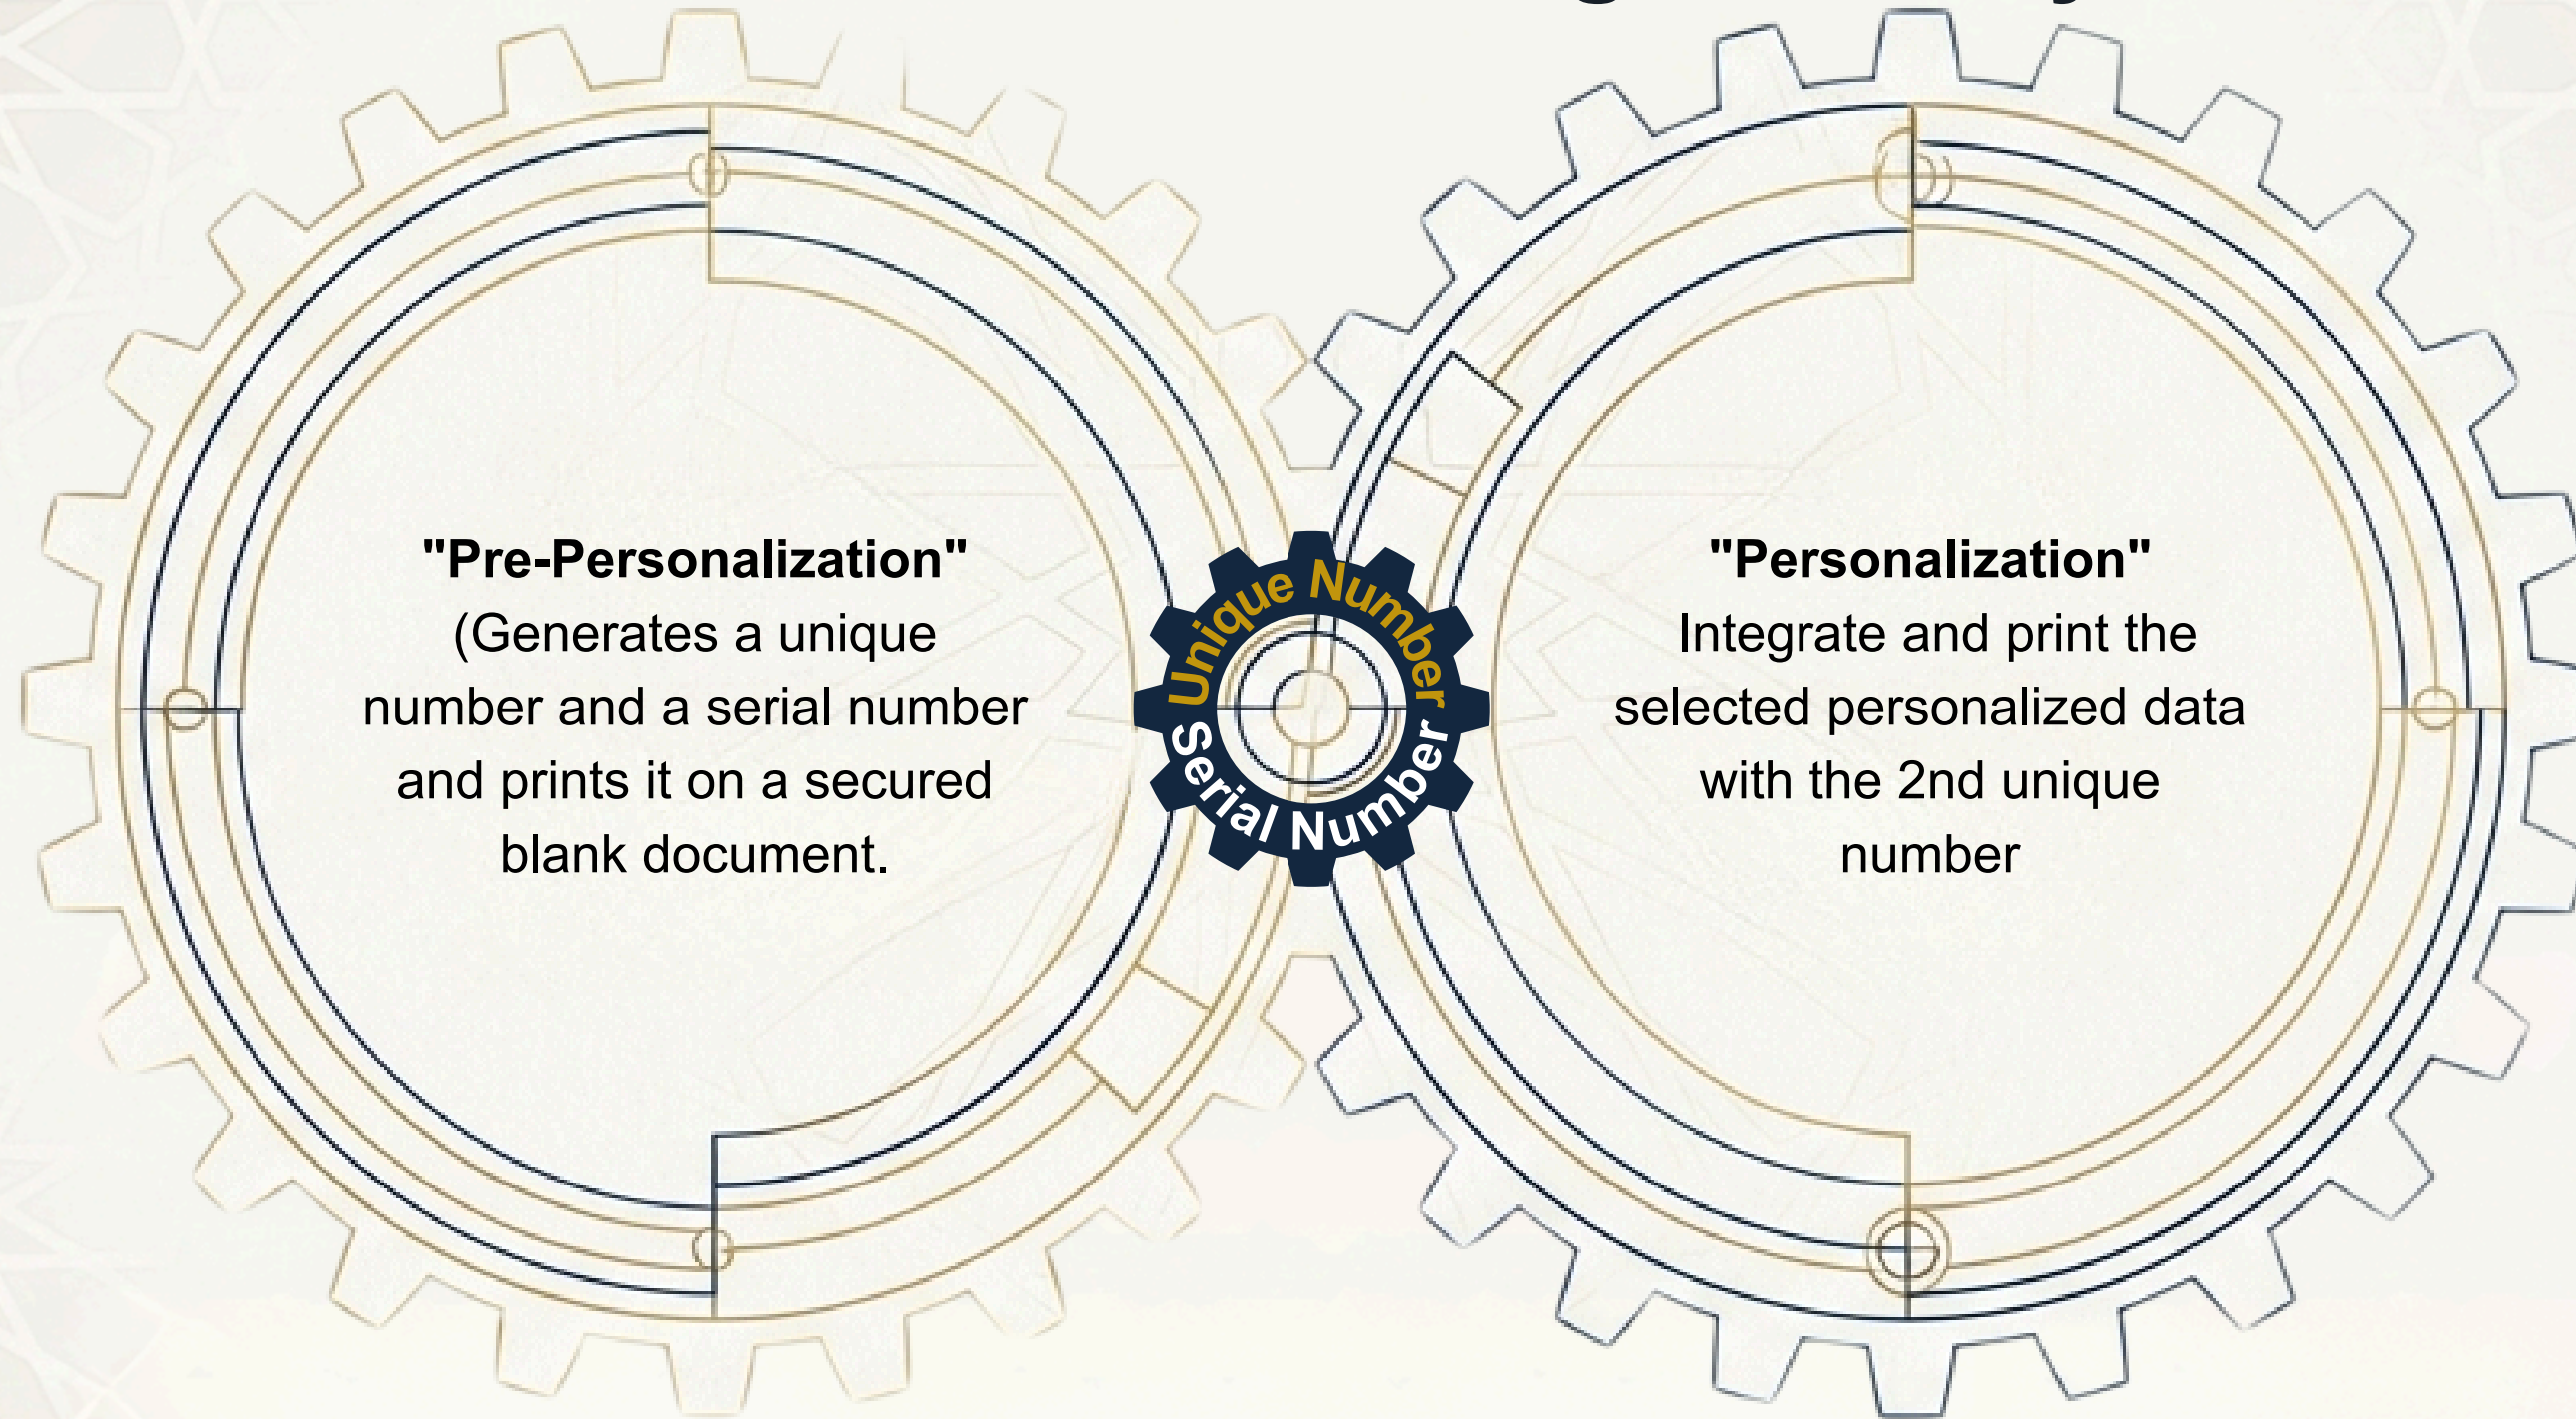 "Pre-Personalization"
(Generates a unique
number and a serial number
and prints it on a secured
blank document.
Unique Number
Serial Number
"Personalization"
Integrate and print the
selected personalized data
with the 2nd unique
number